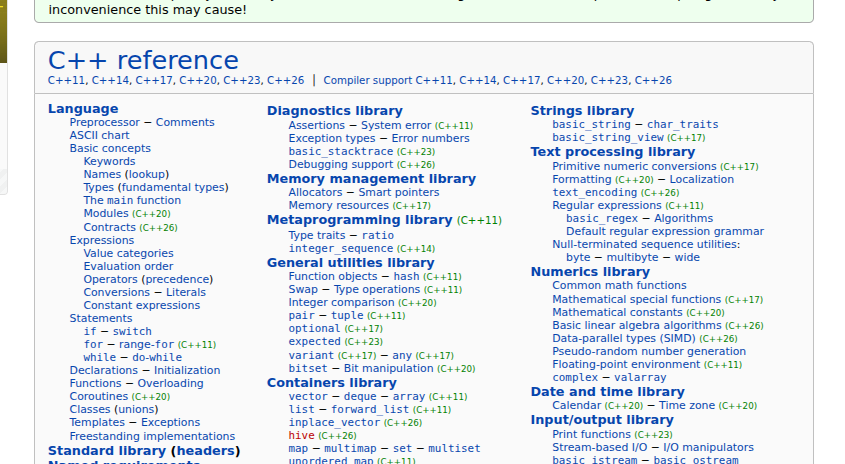 inconvenience this may cause!
C++ reference
C++11, C++14, C++17, C++20, C++23, C++26 | Compiler support C++11, C++14, C++17, C++20, C++23, C++26
Language
Preprocessor − Comments
ASCII chart
Basic concepts
Keywords
Names (lookup)
Types (fundamental types)
The main function
Modules (C++20)
Contracts (C++26)
Expressions
Value categories
Evaluation order
Operators (precedence)
Conversions − Literals
Constant expressions
Statements
if − switch
for − range-for (C++11)
while − do-while
Declarations − Initialization
Functions − Overloading
Coroutines (C++20)
Classes (unions)
Templates − Exceptions
Freestanding implementations
Standard library (headers)
Named requirements
Diagnostics library
Assertions − System error (C++11)
Exception types − Error numbers
basic_stacktrace (C++23)
Debugging support (C++26)
Memory management library
Allocators − Smart pointers
Memory resources (C++17)
Metaprogramming library (C++11)
Type traits − ratio
integer_sequence (C++14)
General utilities library
Function objects − hash (C++11)
Swap − Type operations (C++11)
Integer comparison (C++20)
pair − tuple (C++11)
optional (C++17)
expected (C++23)
variant (C++17) − any (C++17)
bitset − Bit manipulation (C++20)
Containers library
vector − deque − array (C++11)
list − forward_list (C++11)
inplace_vector (C++26)
hive (C++26)
map − multimap − set − multiset
unordered_map (C++11)
Strings library
basic_string − char_traits
basic_string_view (C++17)
Text processing library
Primitive numeric conversions (C++17)
Formatting (C++20) − Localization
text_encoding (C++26)
Regular expressions (C++11)
basic_regex − Algorithms
Default regular expression grammar
Null-terminated sequence utilities:
byte − multibyte − wide
Numerics library
Common math functions
Mathematical special functions (C++17)
Mathematical constants (C++20)
Basic linear algebra algorithms (C++26)
Data-parallel types (SIMD) (C++26)
Pseudo-random number generation
Floating-point environment (C++11)
complex − valarray
Date and time library
Calendar (C++20) − Time zone (C++20)
Input/output library
Print functions (C++23)
Stream-based I/O − I/O manipulators
basic_istream − basic_ostream